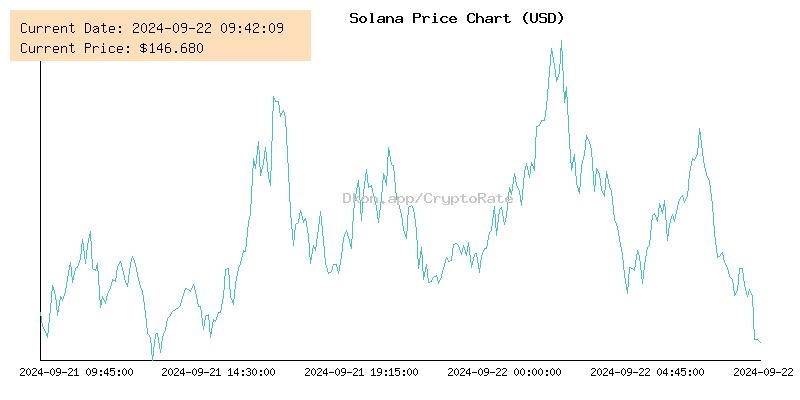 Solana Price Chart (USD)
Current Date: 2024-09-22 09:42:09
Current Price: $146.680
Dkon.app/CryptoRate
2024-09-21 09:45:00 2024-09-21 14:30:00 2024-09-21 19:15:00 2024-09-22 00:00:00 2024-09-22 04:45:00 2024-09-22